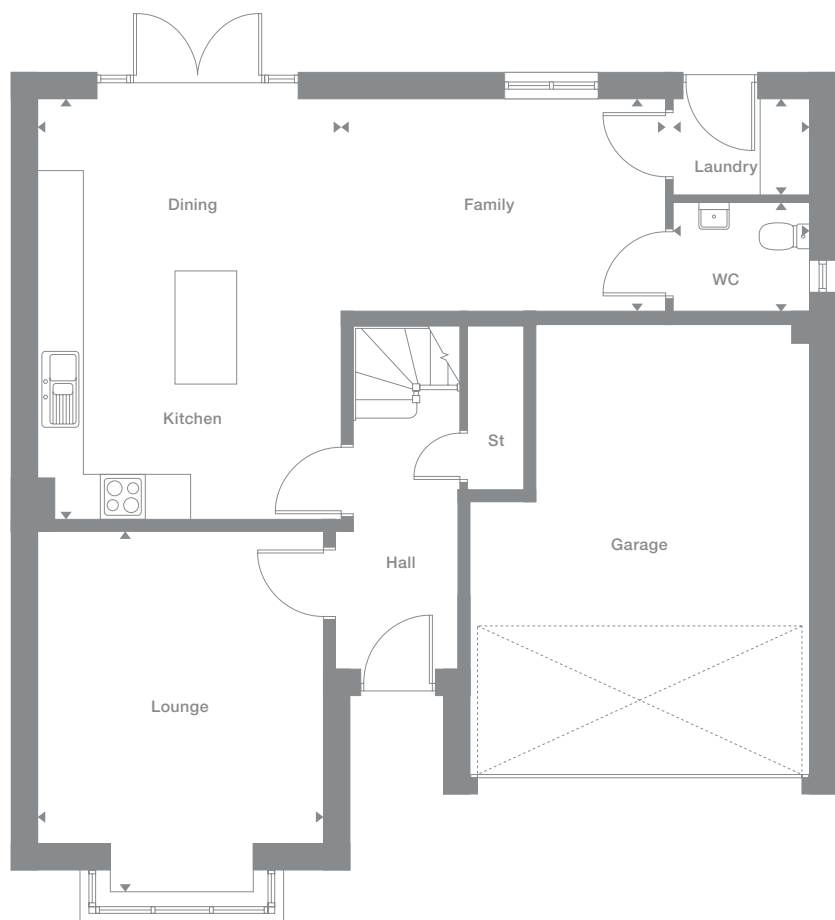 Laundry
Dining
Family
WC
Kitchen
St
Garage
Hall
Lounge